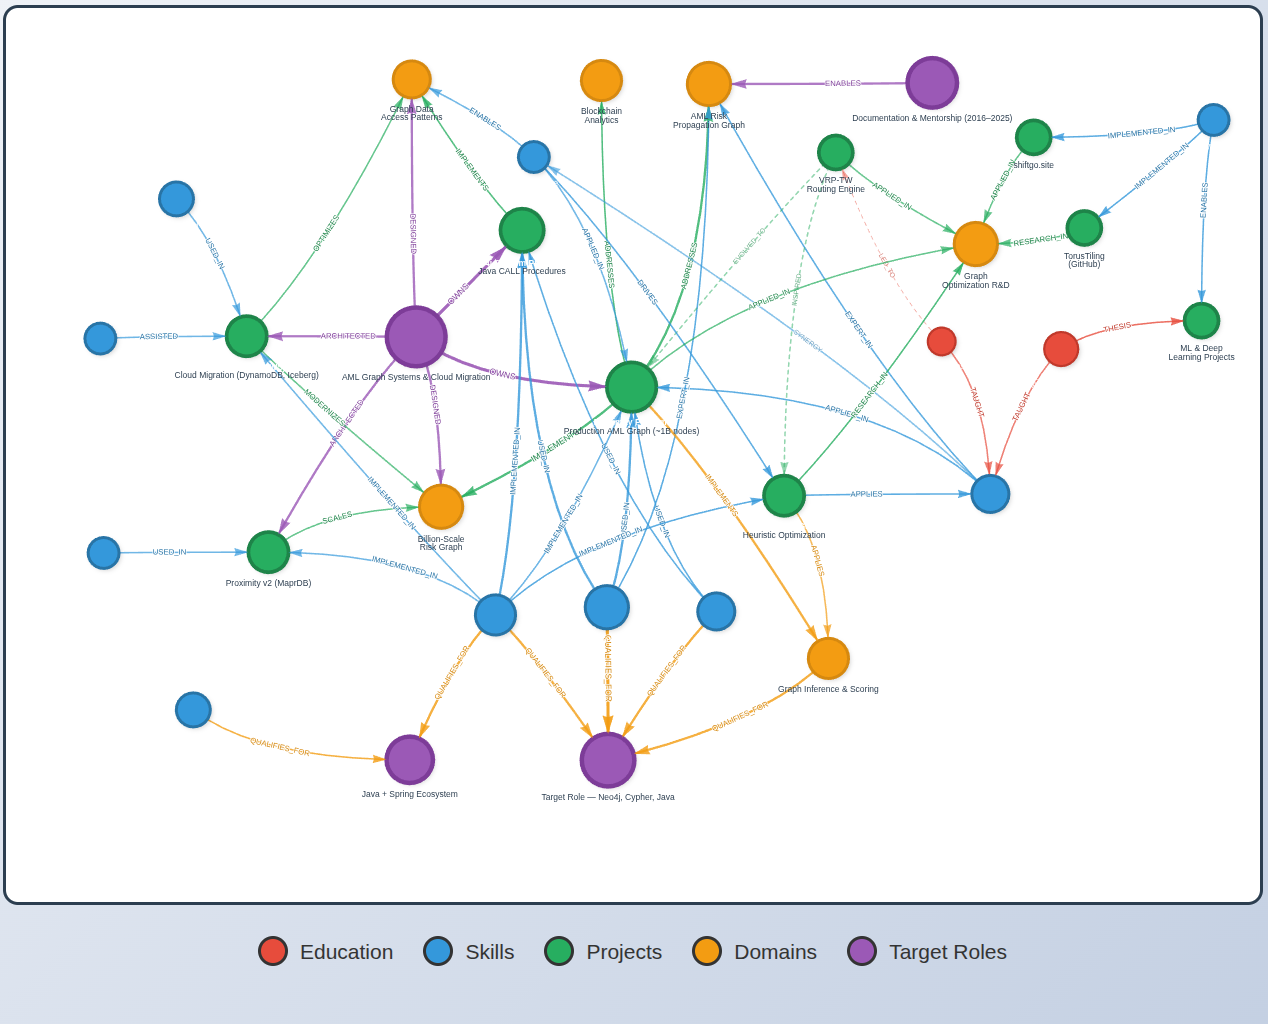 ENABLES
Graph Data
Access Patterns
Blockchain
Analytics
AML Risk
Propagation Graph
Documentation & Mentorship (2016–2025)
ENABLES
IMPLEMENTED_IN
shiftgo.site
VRP-TW
Routing Engine
IMPLEMENTS
APPLIED_IN
APPLIED_IN
IMPLEMENTED_IN
ENABLES
DESIGNED
OPTIMIZES
USED_IN
Java CALL Procedures
APPLIED_IN
ADDRESSES
ADDRESSES
EVOLVED_TO
RESEARCH_IN
TorusTiling
(GitHub)
Graph
Optimization R&D
LED_TO
INSPIRED
DRIVES
OWNS
APPLIED_IN
EXPERT_IN
SYNERGY
ASSISTED
ARCHITECTED
THESIS
ML & Deep
Learning Projects
Cloud Migration (DynamoDB, Iceberg)
AML Graph Systems & Cloud Migration
OWNS
MODERNIZES
ARCHITECTED
DESIGNED
EXPERT_IN
RESEARCH_IN
TAUGHT
TAUGHT
APPLIED_IN
Production AML Graph (~1B nodes)
IMPLEMENTS
IMPLEMENTED_IN
USED_IN
USED_IN
IMPLEMENTS
APPLIES
IMPLEMENTED_IN
SCALES
Billion-Scale
Risk Graph
IMPLEMENTED_IN
USED_IN
USED_IN
IMPLEMENTED_IN
Heuristic Optimization
USED_IN
Proximity v2 (MaprDB)
IMPLEMENTED_IN
APPLIES
QUALIFIES_FOR
QUALIFIES_FOR
QUALIFIES_FOR
QUALIFIES_FOR
Graph Inference & Scoring
QUALIFIES_FOR
QUALIFIES_FOR
Java + Spring Ecosystem
Target Role — Neo4j, Cypher, Java
Education
Skills
Projects
Domains
Target Roles